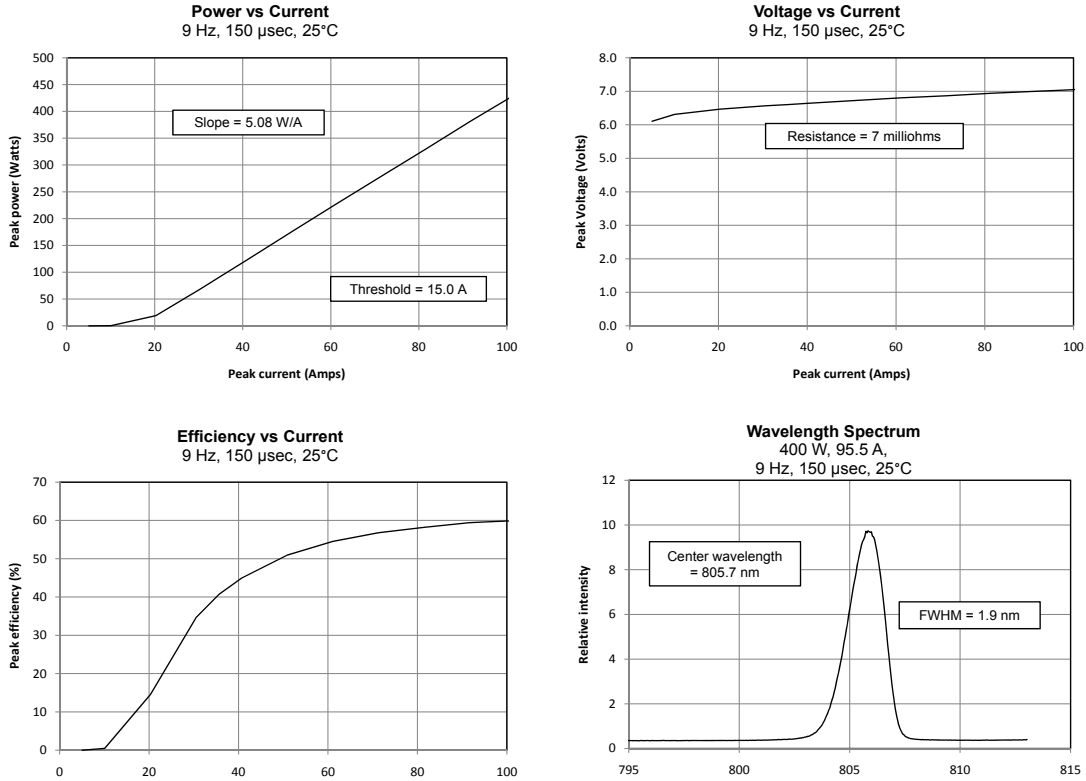 Power vs Current
9 Hz, 150 µsec, 25°C
500
450
400
350
300
250
200
150
100
50
0
Peak power (Watts)
Slope = 5.08 W/A
Threshold = 15.0 A
0 20 40 60 80 100
Peak current (Amps)
Voltage vs Current
9 Hz, 150 µsec, 25°C
8.0
7.0
6.0
5.0
4.0
3.0
2.0
1.0
0.0
Peak Voltage (Volts)
Resistance = 7 milliohms
0 20 40 60 80 100
Peak current (Amps)
Efficiency vs Current
9 Hz, 150 µsec, 25°C
70
60
50
40
30
20
10
0
Peak efficiency (%)
0 20 40 60 80 100
Wavelength Spectrum
400 W, 95.5 A,
9 Hz, 150 µsec, 25°C
12
10
8
6
4
2
0
Relative intensity
Center wavelength
= 805.7 nm
FWHM = 1.9 nm
795 800 805 810 815